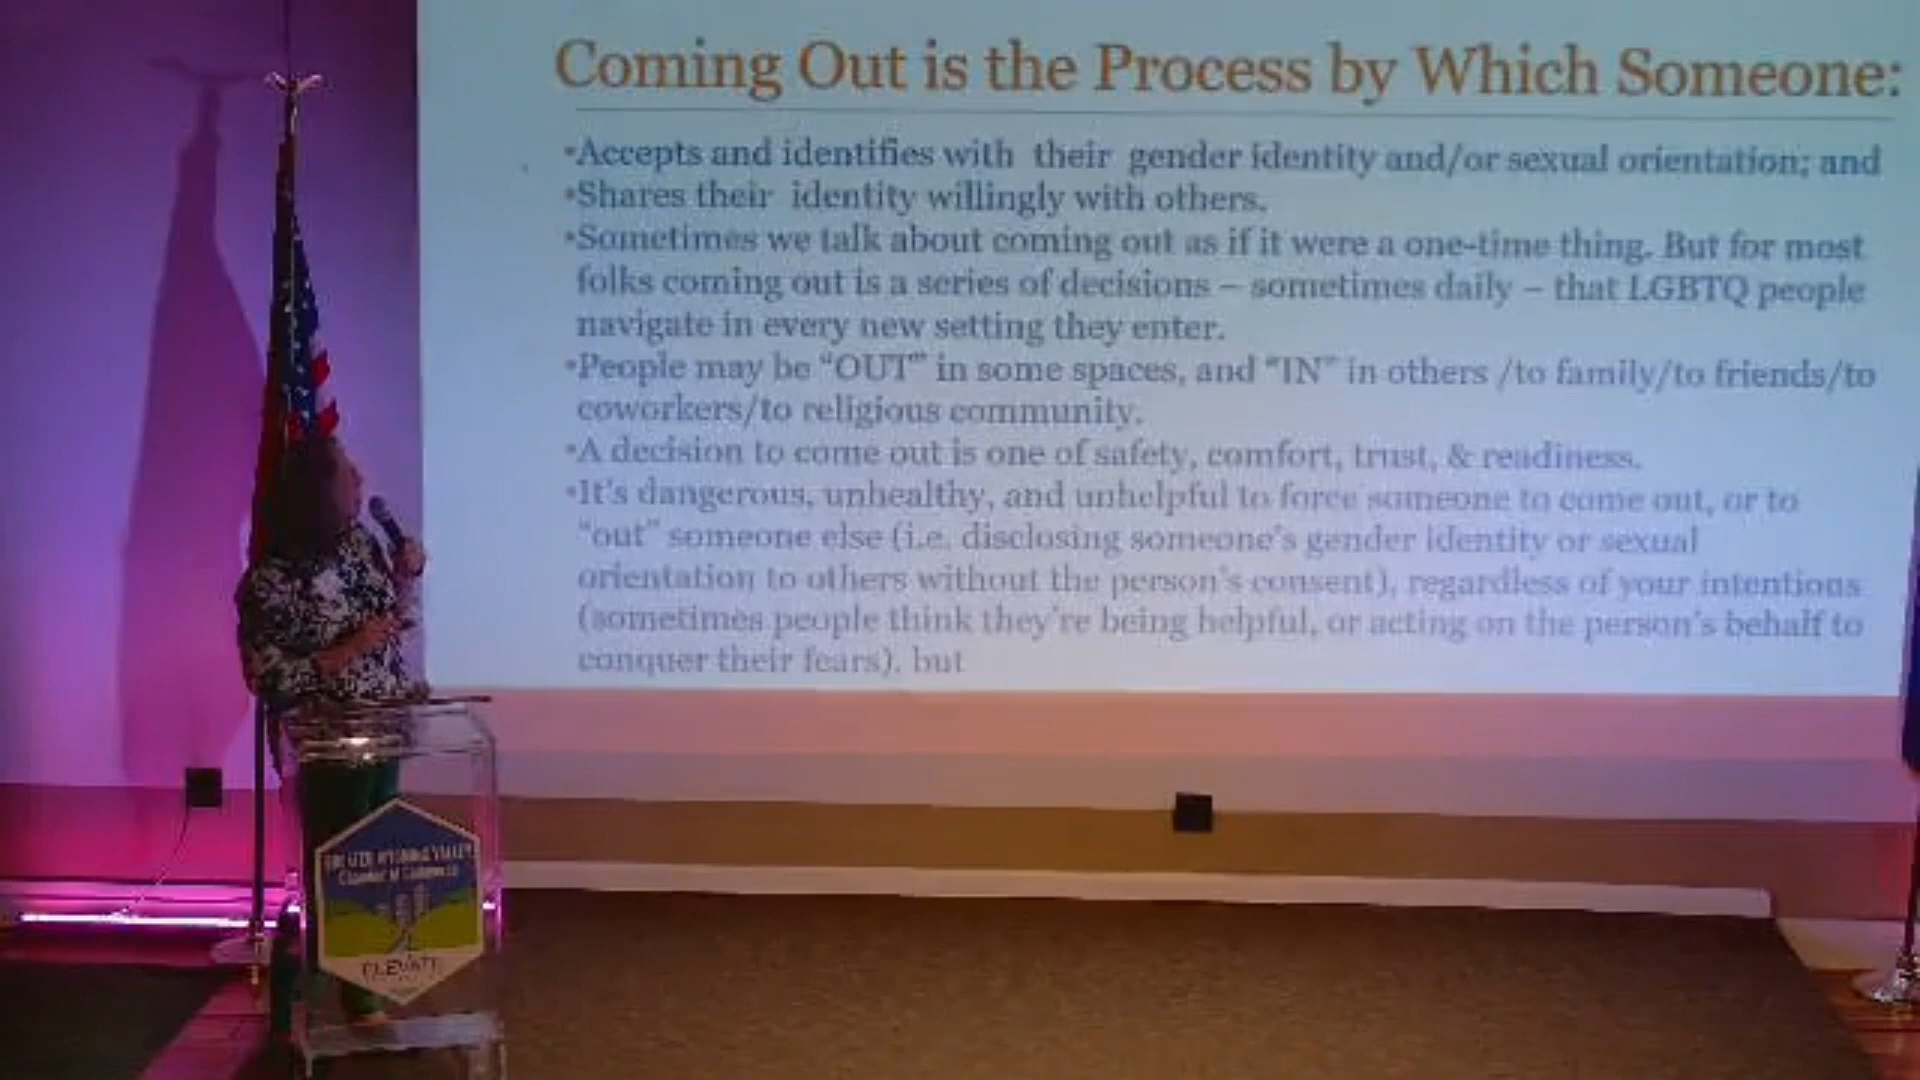 Coming Out is the Process by Which Someone:
•Accepts and identifies with their gender identity and/or sexual orientation; and
•Shares their identity willingly with others.
•Sometimes we talk about coming out as if it were a one-time thing. But for most
folks coming out is a series of decisions – sometimes daily – that LGBTQ people
navigate in every new setting they enter.
•People may be “OUT” in some spaces, and “IN” in others /to family/to friends/to
coworkers/to religious community.
•A decision to come out is one of safety, comfort, trust, & readiness.
•It’s dangerous, unhealthy, and unhelpful to force someone to come out, or to
“out” someone else (i.e. disclosing someone’s gender identity or sexual
orientation to others without the person’s consent), regardless of your intentions
(sometimes people think they’re being helpful, or acting on the person’s behalf to
conquer their fears). but
GREATER WYOMING VALLEY
Chamber of Commerce
ELEVATE